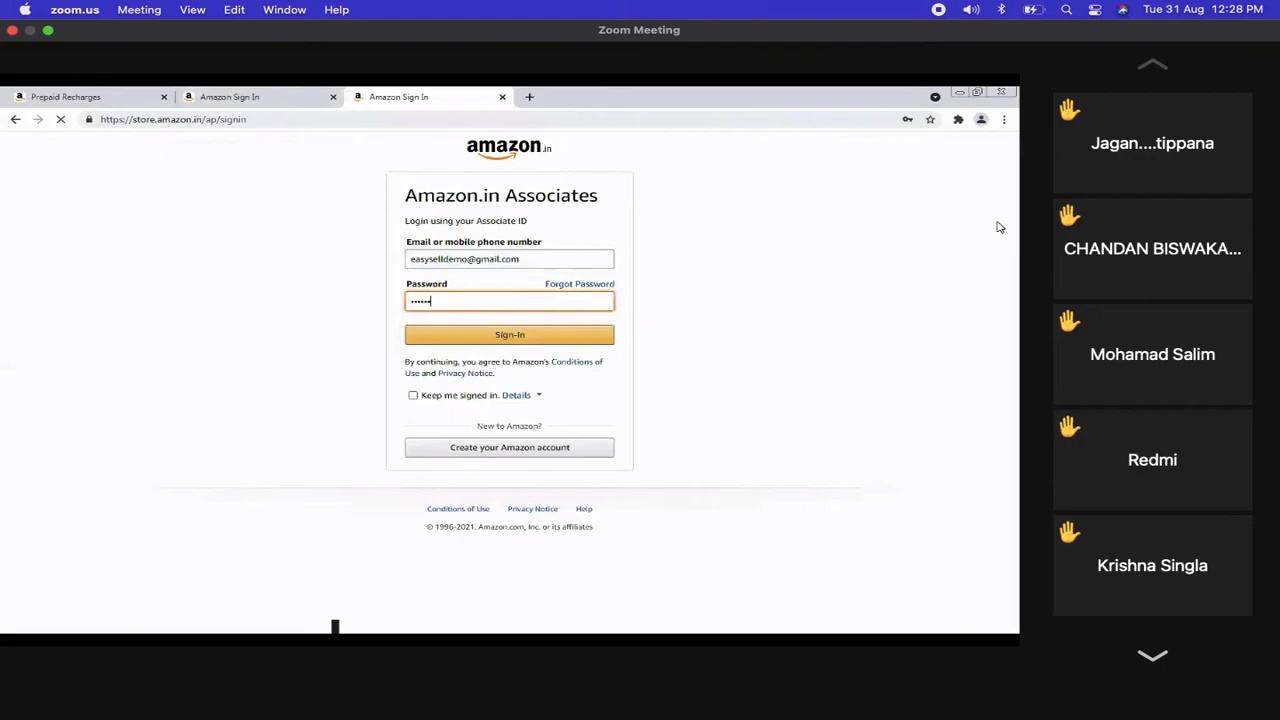 zoom.us Meeting View Edit Window Help Tue 31 Aug 12:28 PM
Zoom Meeting
Prepaid Recharges Amazon Sign In Amazon Sign In
https://store.amazon.in/ap/signin
amazon.in
Amazon.in Associates
Login using your Associate ID
Email or mobile phone number
easyselldemo@gmail.com
Password Forgot Password
Sign-In
By continuing, you agree to Amazon's Conditions of
Use and Privacy Notice.
Keep me signed in. Details
New to Amazon?
Create your Amazon account
Conditions of Use Privacy Notice Help
© 1996-2021, Amazon.com, Inc. or its affiliates
Jagan....tippana
CHANDAN BISWAKA...
Mohamad Salim
Redmi
Krishna Singla